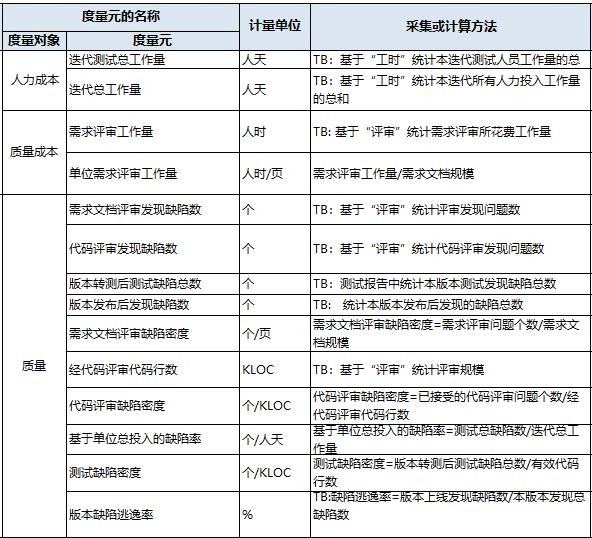 度量元的名称
计量单位
采集或计算方法
度量对象
度量元
人力成本
迭代测试总工作量
人天
TB：基于“工时”统计本迭代测试人员工作量的总
迭代总工作量
人天
TB：基于“工时”统计本迭代所有人力投入工作量
的总和
质量成本
需求评审工作量
人时
TB: 基于“评审”统计需求评审所花费工作量
单位需求评审工作量
人时/页
需求评审工作量/需求文档规模
质量
需求文档评审发现缺陷数
个
TB：基于“评审”统计评审发现问题数
代码评审发现缺陷数
个
TB：基于“评审”统计代码评审发现问题数
版本转测后测试缺陷总数
个
TB：测试报告中统计本版本测试发现缺陷总数
版本发布后发现缺陷数
个
TB: 统计本版本发布后发现的缺陷总数
需求文档评审缺陷密度
个/页
需求文档评审缺陷密度=需求评审问题个数/需求文
档规模
经代码评审代码行数
KLOC
TB：基于“评审”统计评审规模
代码评审缺陷密度
个/KLOC
代码评审缺陷密度=已接受的代码评审问题个数/经
代码评审代码行数
基于单位总投入的缺陷率
个/人天
基于单位总投入的缺陷率=测试总缺陷数/迭代总工
作量
测试缺陷密度
个/KLOC
测试缺陷密度=版本转测后测试缺陷总数/有效代码
行数
版本缺陷逃逸率
%
TB:缺陷逃逸率=版本上线发现缺陷数/本版本发现总
缺陷数